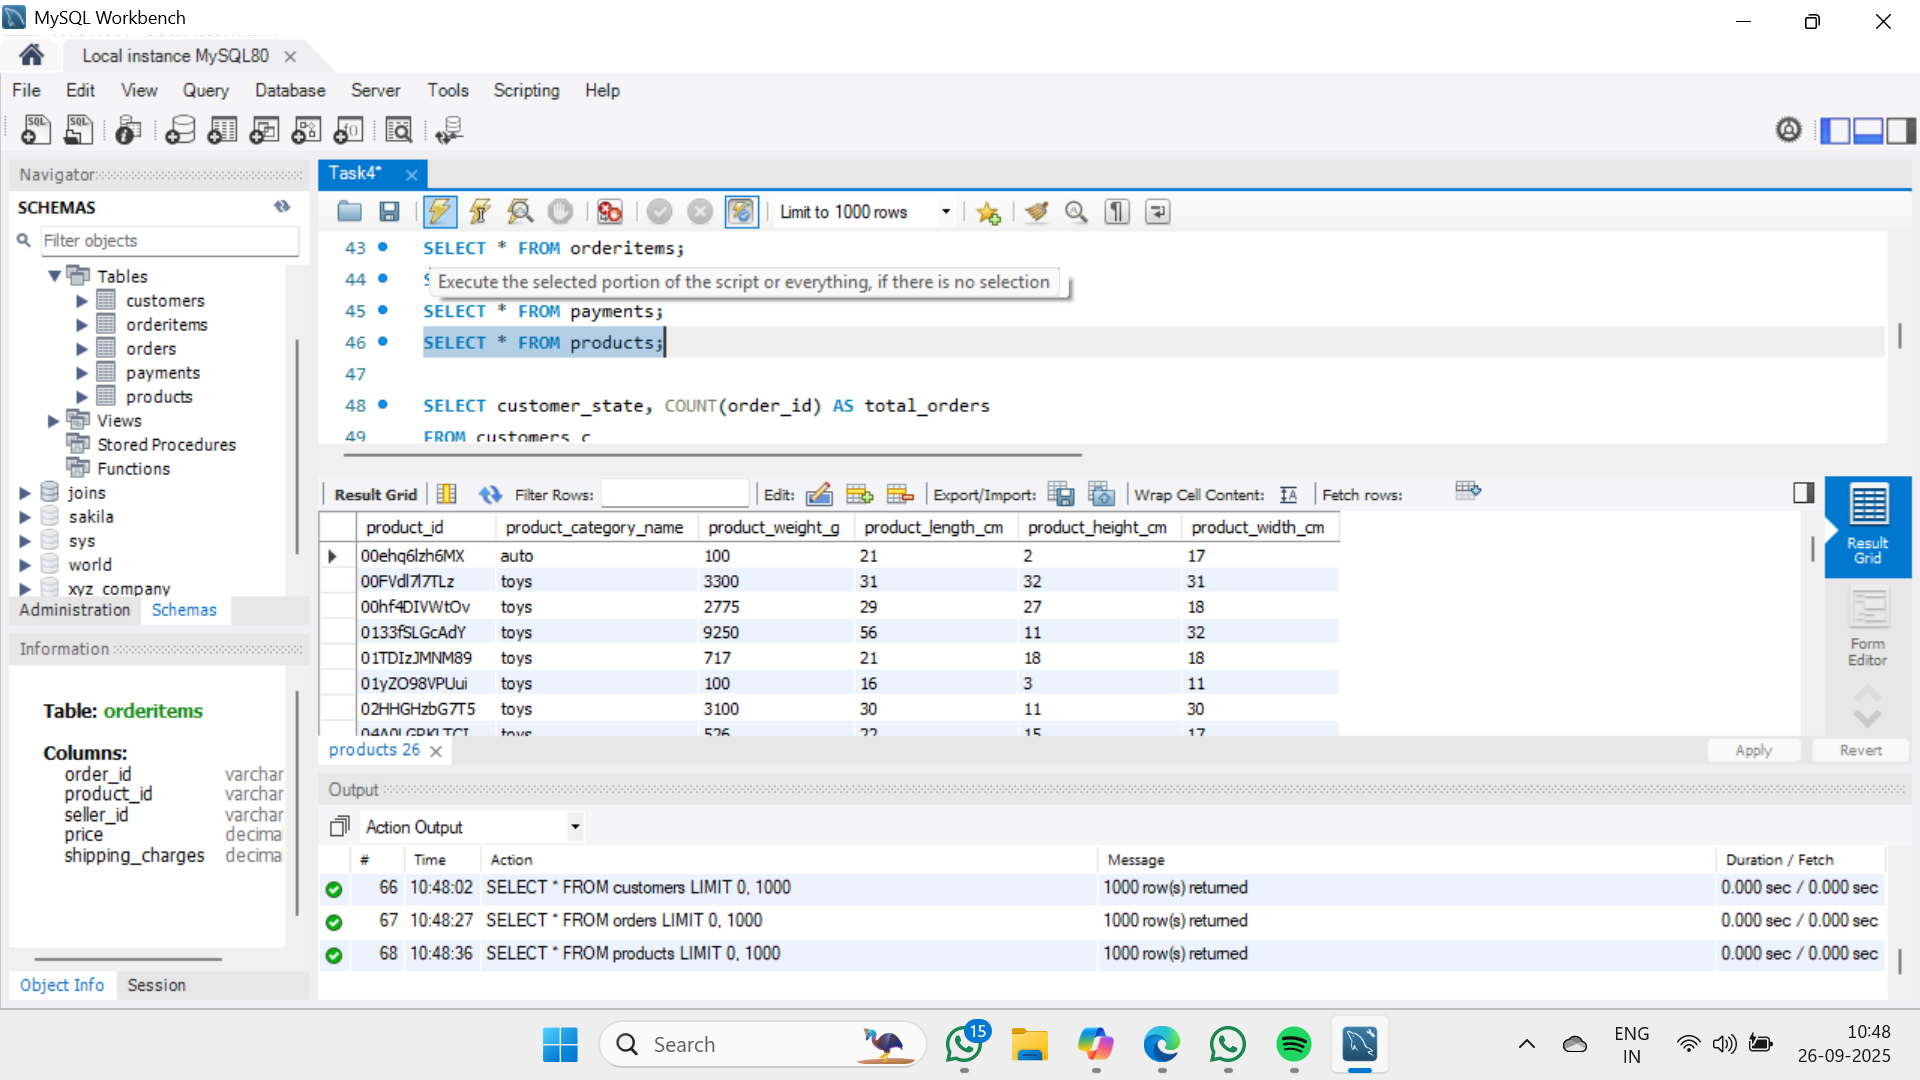 MySQL Workbench
Local instance MySQL80
File Edit View Query Database Server Tools Scripting Help
Navigator
SCHEMAS
Filter objects
Tables
customers
orderitems
orders
payments
products
Views
Stored Procedures
Functions
joins
sakila
sys
world
xyz_company
Administration Schemas
Information
Table: orderitems
Columns:
order_id varchar
product_id varchar
seller_id varchar
price decima
shipping_charges decima
Object Info Session
Task4*
Limit to 1000 rows
43 SELECT * FROM orderitems;
44
Execute the selected portion of the script or everything, if there is no selection
45 SELECT * FROM payments;
46 SELECT * FROM products;
47
48 SELECT customer_state, COUNT(order_id) AS total_orders
49 FROM customers c
Result Grid Filter Rows: Edit: Export/Import: Wrap Cell Content: Fetch rows:
product_id product_category_name product_weight_g product_length_cm product_height_cm product_width_cm
00ehq6lzh6MX auto 100 21 2 17
00FVdl7l7TLz toys 3300 31 32 31
00hf4DIVWtOv toys 2775 29 27 18
0133fSLGcAdY toys 9250 56 11 32
01TDIzJMNM89 toys 717 21 18 18
01yZO98VPUui toys 100 16 3 11
02HHGHzbG7T5 toys 3100 30 11 30
toys 526 22 15 17
Result Grid
Form Editor
products 26
Apply Revert
Output
Action Output
# Time Action Message Duration / Fetch
66 10:48:02 SELECT * FROM customers LIMIT 0, 1000 1000 row(s) returned 0.000 sec / 0.000 sec
67 10:48:27 SELECT * FROM orders LIMIT 0, 1000 1000 row(s) returned 0.000 sec / 0.000 sec
68 10:48:36 SELECT * FROM products LIMIT 0, 1000 1000 row(s) returned 0.000 sec / 0.000 sec
Search
15
ENG
IN
10:48
26-09-2025